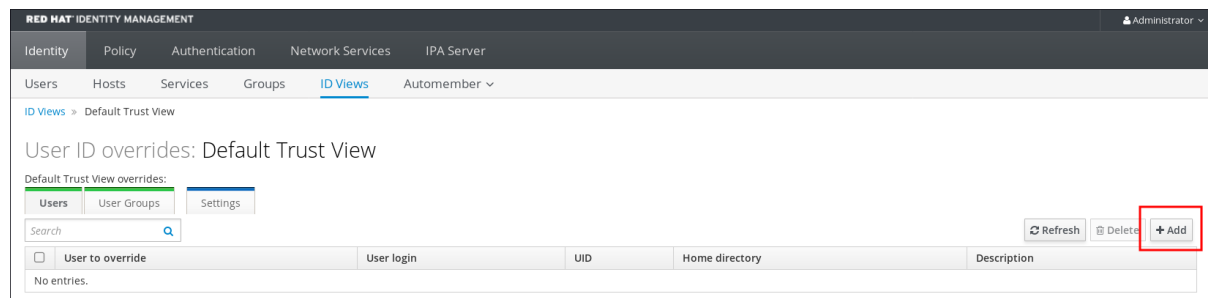 RED HAT IDENTITY MANAGEMENT Administrator
Identity Policy Authentication Network Services IPA Server
Users Hosts Services Groups ID Views Automember
ID Views » Default Trust View
User ID overrides: Default Trust View
Default Trust View overrides:
Users User Groups Settings
Search Refresh Delete + Add
User to override User login UID Home directory Description
No entries.